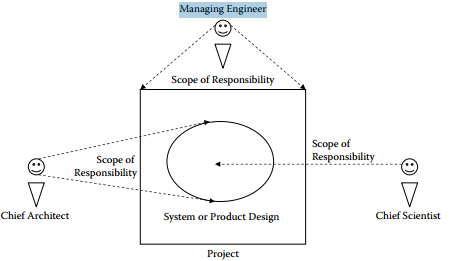 Managing Engineer
Scope of Responsibility
Scope of
Responsibility
Scope of
Responsibility
Chief Architect
System or Product Design
Chief Scientist
Project